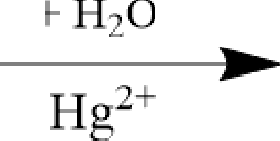 + H₂O
Hg²⁺